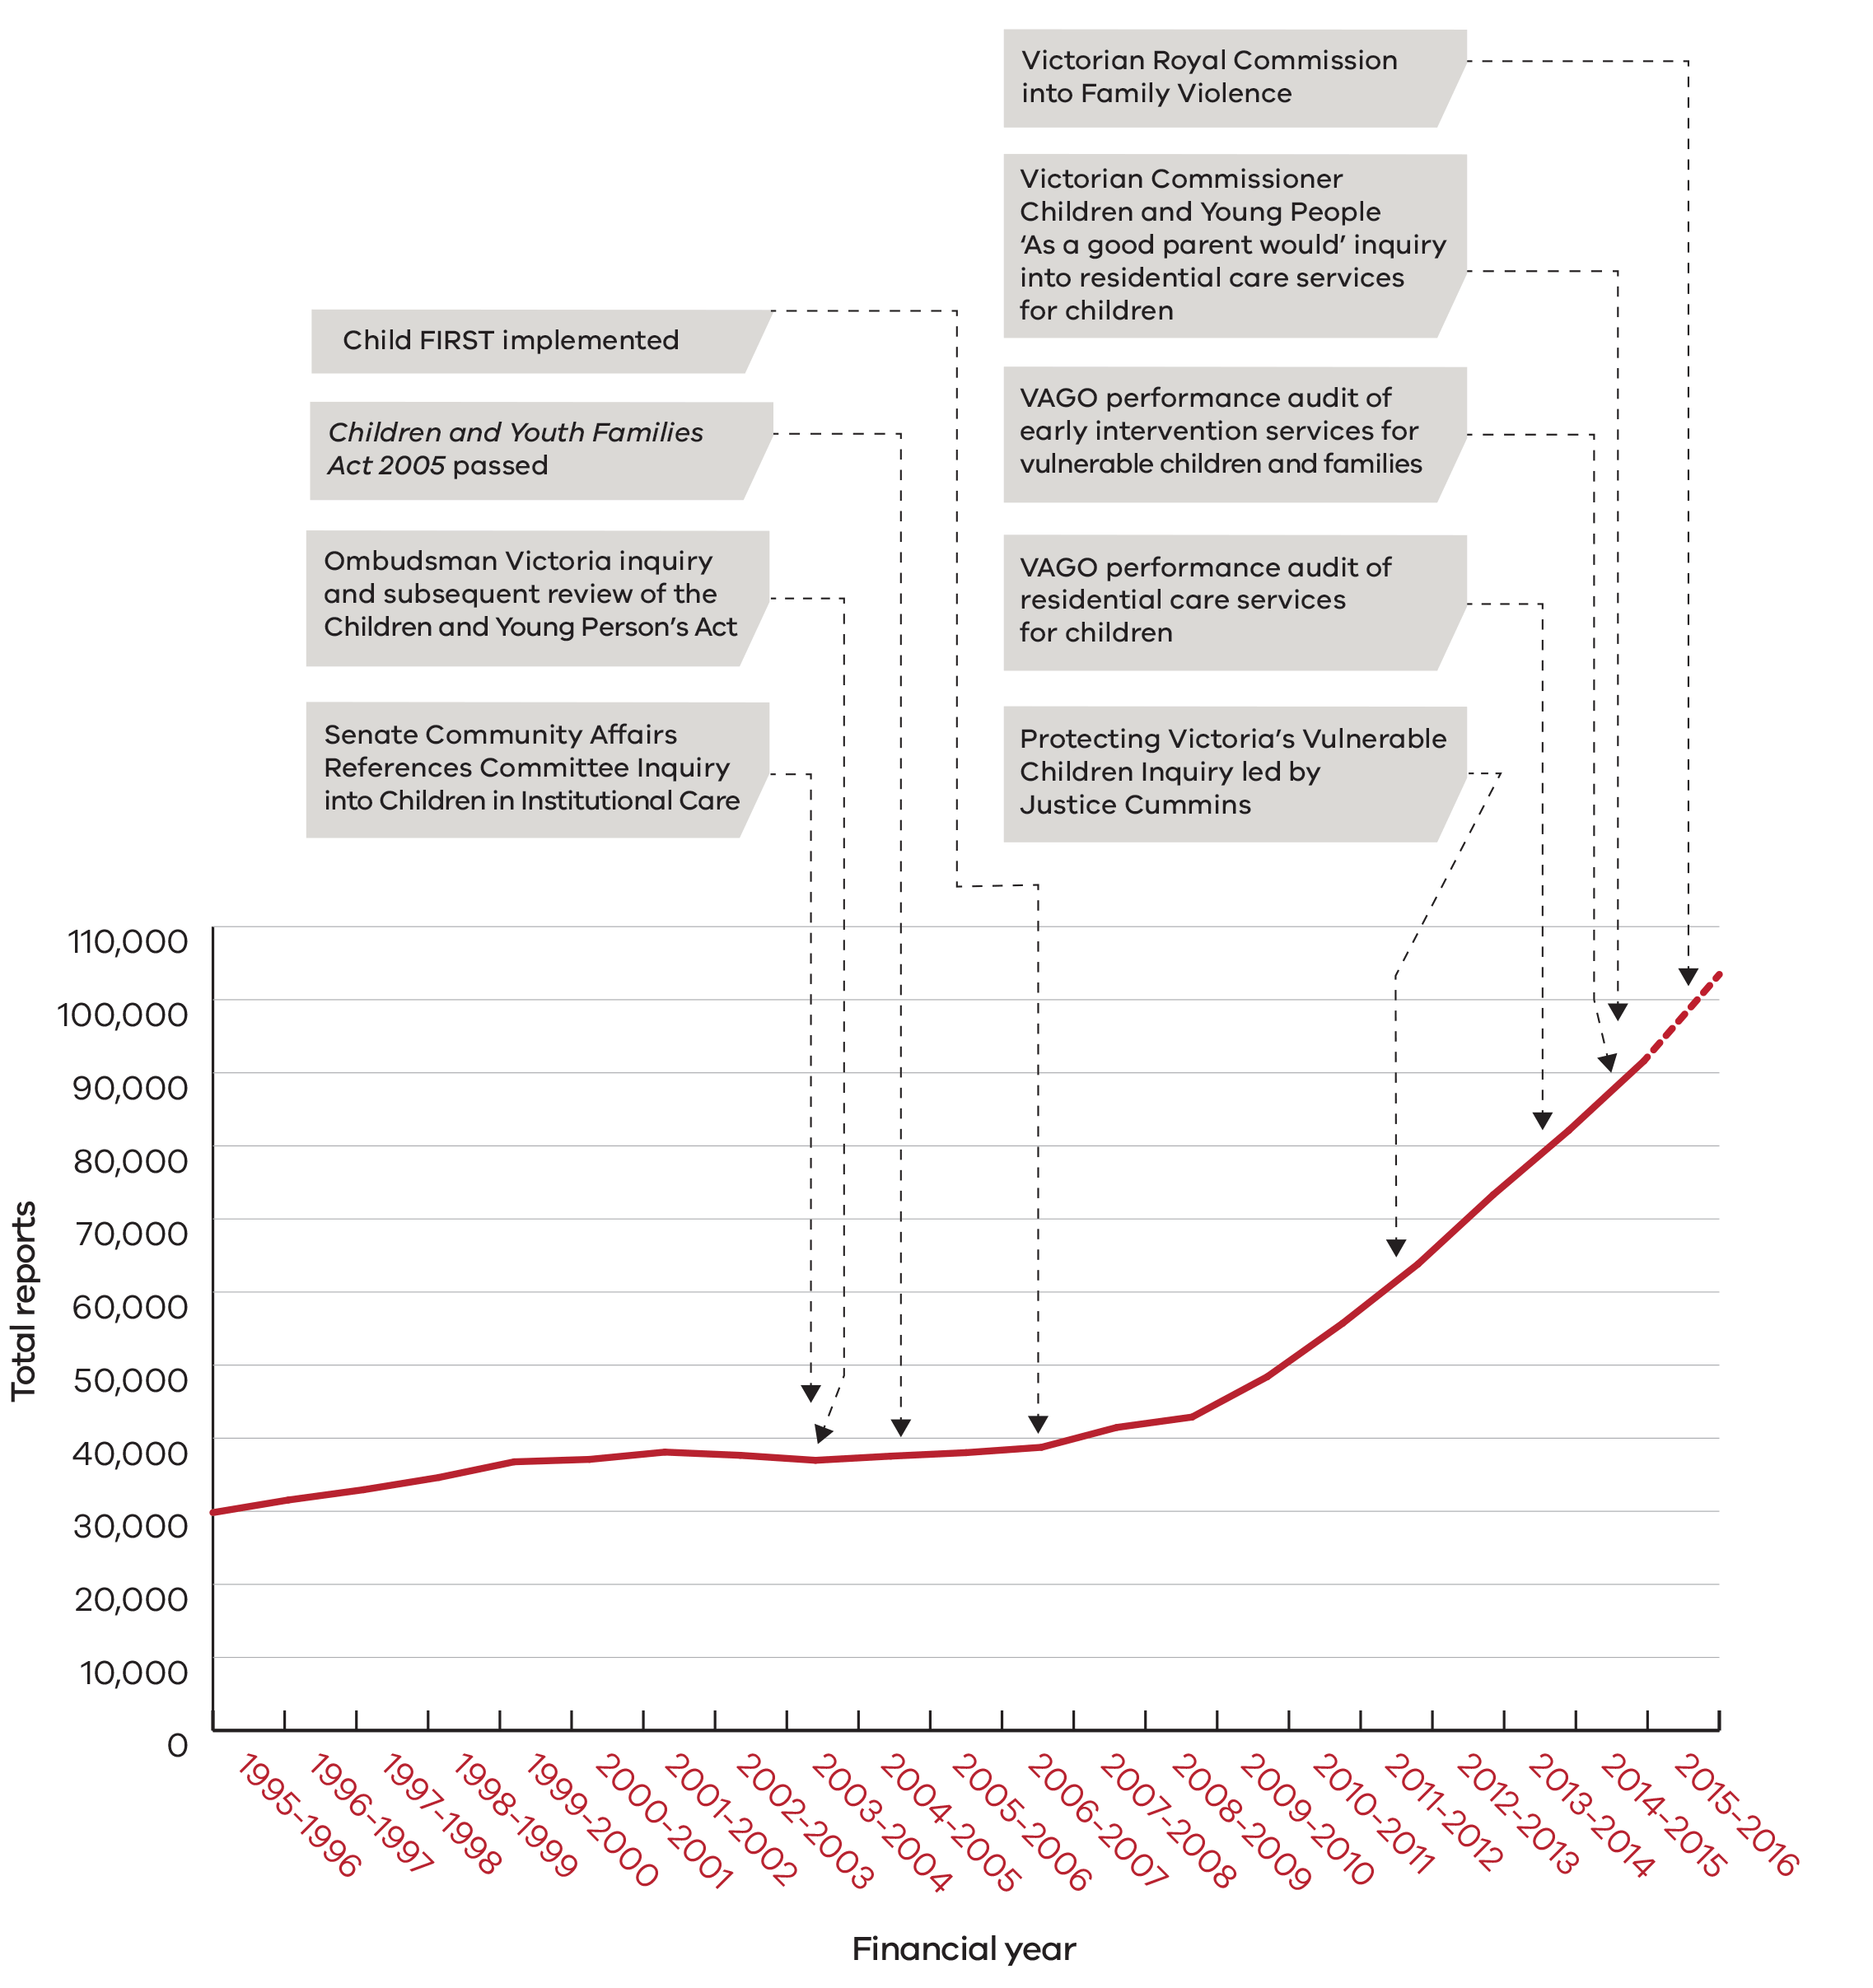 Victorian Royal Commission
into Family Violence
Victorian Commissioner
Children and Young People
‘As a good parent would’ inquiry
into residential care services
for children
Child FIRST implemented
VAGO performance audit of
early intervention services for
vulnerable children and families
Children and Youth Families
Act 2005 passed
Ombudsman Victoria inquiry
and subsequent review of the
Children and Young Person’s Act
VAGO performance audit of
residential care services
for children
Senate Community Affairs
References Committee Inquiry
into Children in Institutional Care
Protecting Victoria’s Vulnerable
Children Inquiry led by
Justice Cummins
Total reports
110,000
100,000
90,000
80,000
70,000
60,000
50,000
40,000
30,000
20,000
10,000
0
1995-1996
1996-1997
1997-1998
1998-1999
1999-2000
2000-2001
2001-2002
2002-2003
2003-2004
2004-2005
2005-2006
2006-2007
2007-2008
2008-2009
2009-2010
2010-2011
2011-2012
2012-2013
2013-2014
2014-2015
2015-2016
Financial year